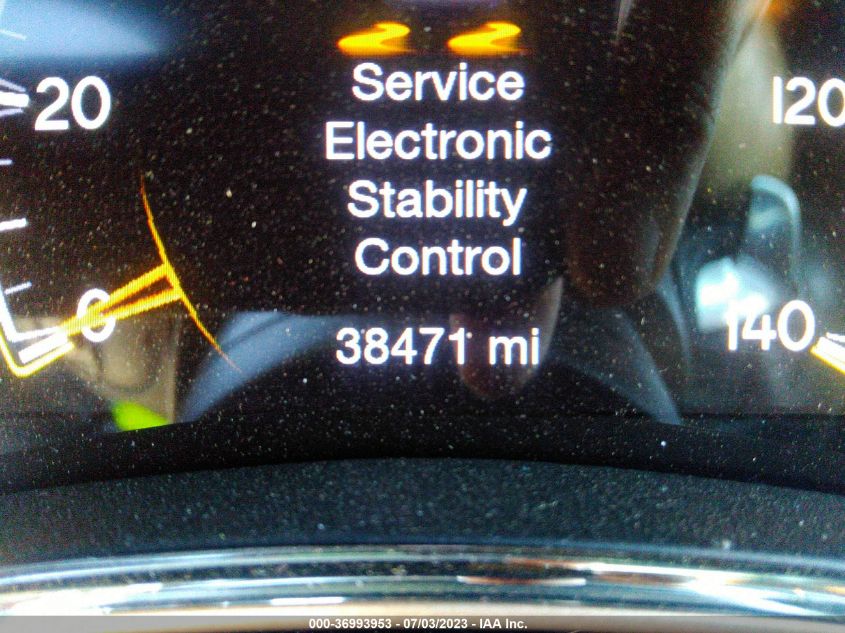 20
120
Service
Electronic
Stability
Control
0
140
38471 mi
000-36993953 - 07/03/2023 - IAA Inc.